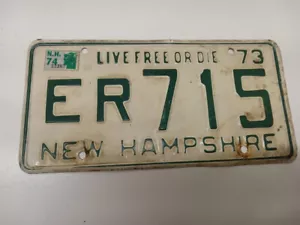 N.H. LIVE FREE OR DIE 73
74
ER715
NEW HAMPSHIRE